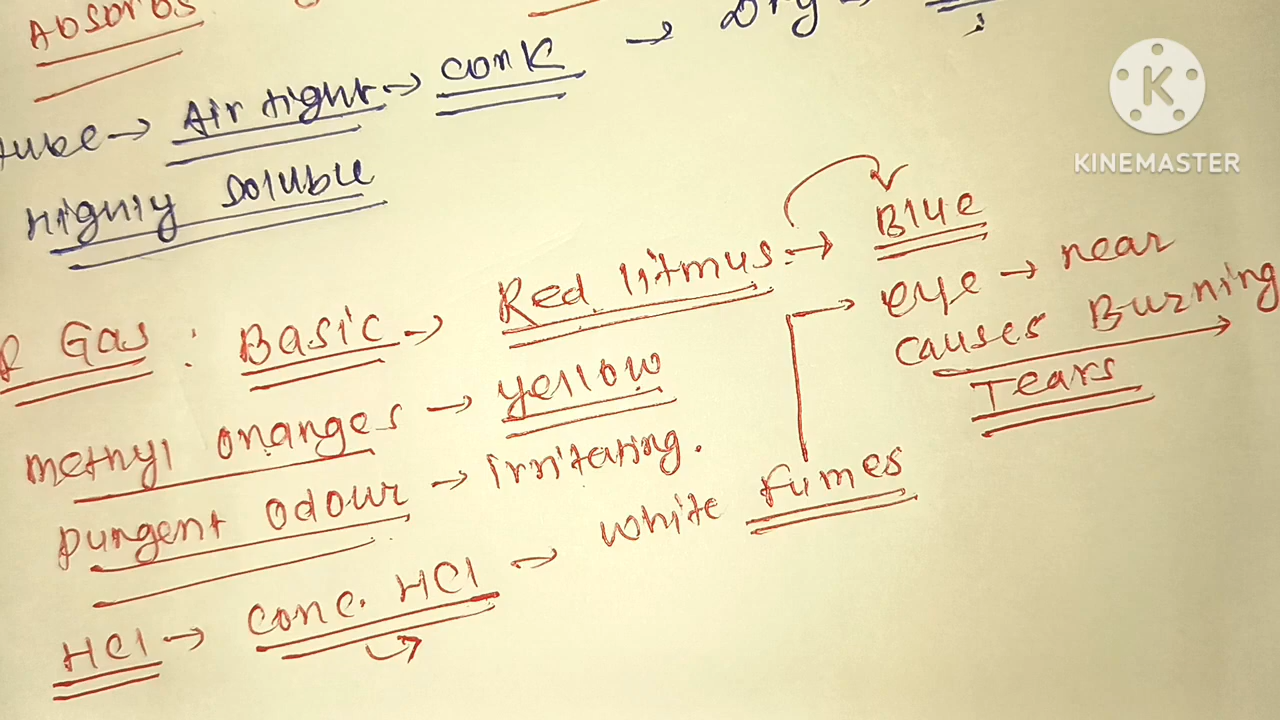 Absorbs
tube → Air tight → conk → Dry →
Highly soluble
R Gas : Basic → Red litmus → Blue
methyl oranges → yellow
eye → near
causes Burning
Tears
pungent odour → irritating.
HCl → conc. HCl → white fumes
KINEMASTER